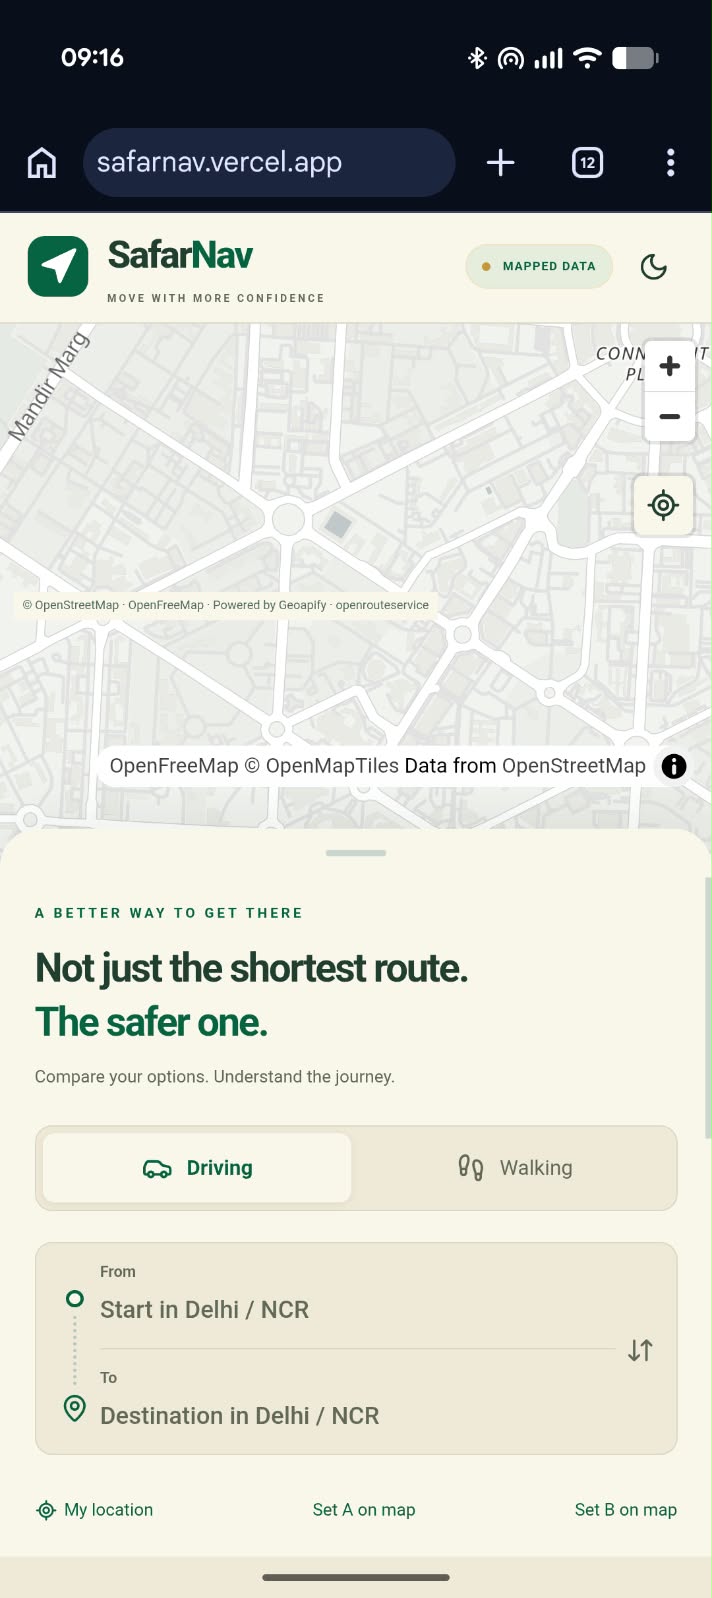 09:16
safarnav.vercel.app
12
SafarNav
MOVE WITH MORE CONFIDENCE
MAPPED DATA
Mandir Marg
© OpenStreetMap · OpenFreeMap · Powered by Geoapify · openrouteservice
OpenFreeMap © OpenMapTiles Data from OpenStreetMap
A BETTER WAY TO GET THERE
Not just the shortest route.
The safer one.
Compare your options. Understand the journey.
Driving
Walking
From
Start in Delhi / NCR
To
Destination in Delhi / NCR
My location
Set A on map
Set B on map